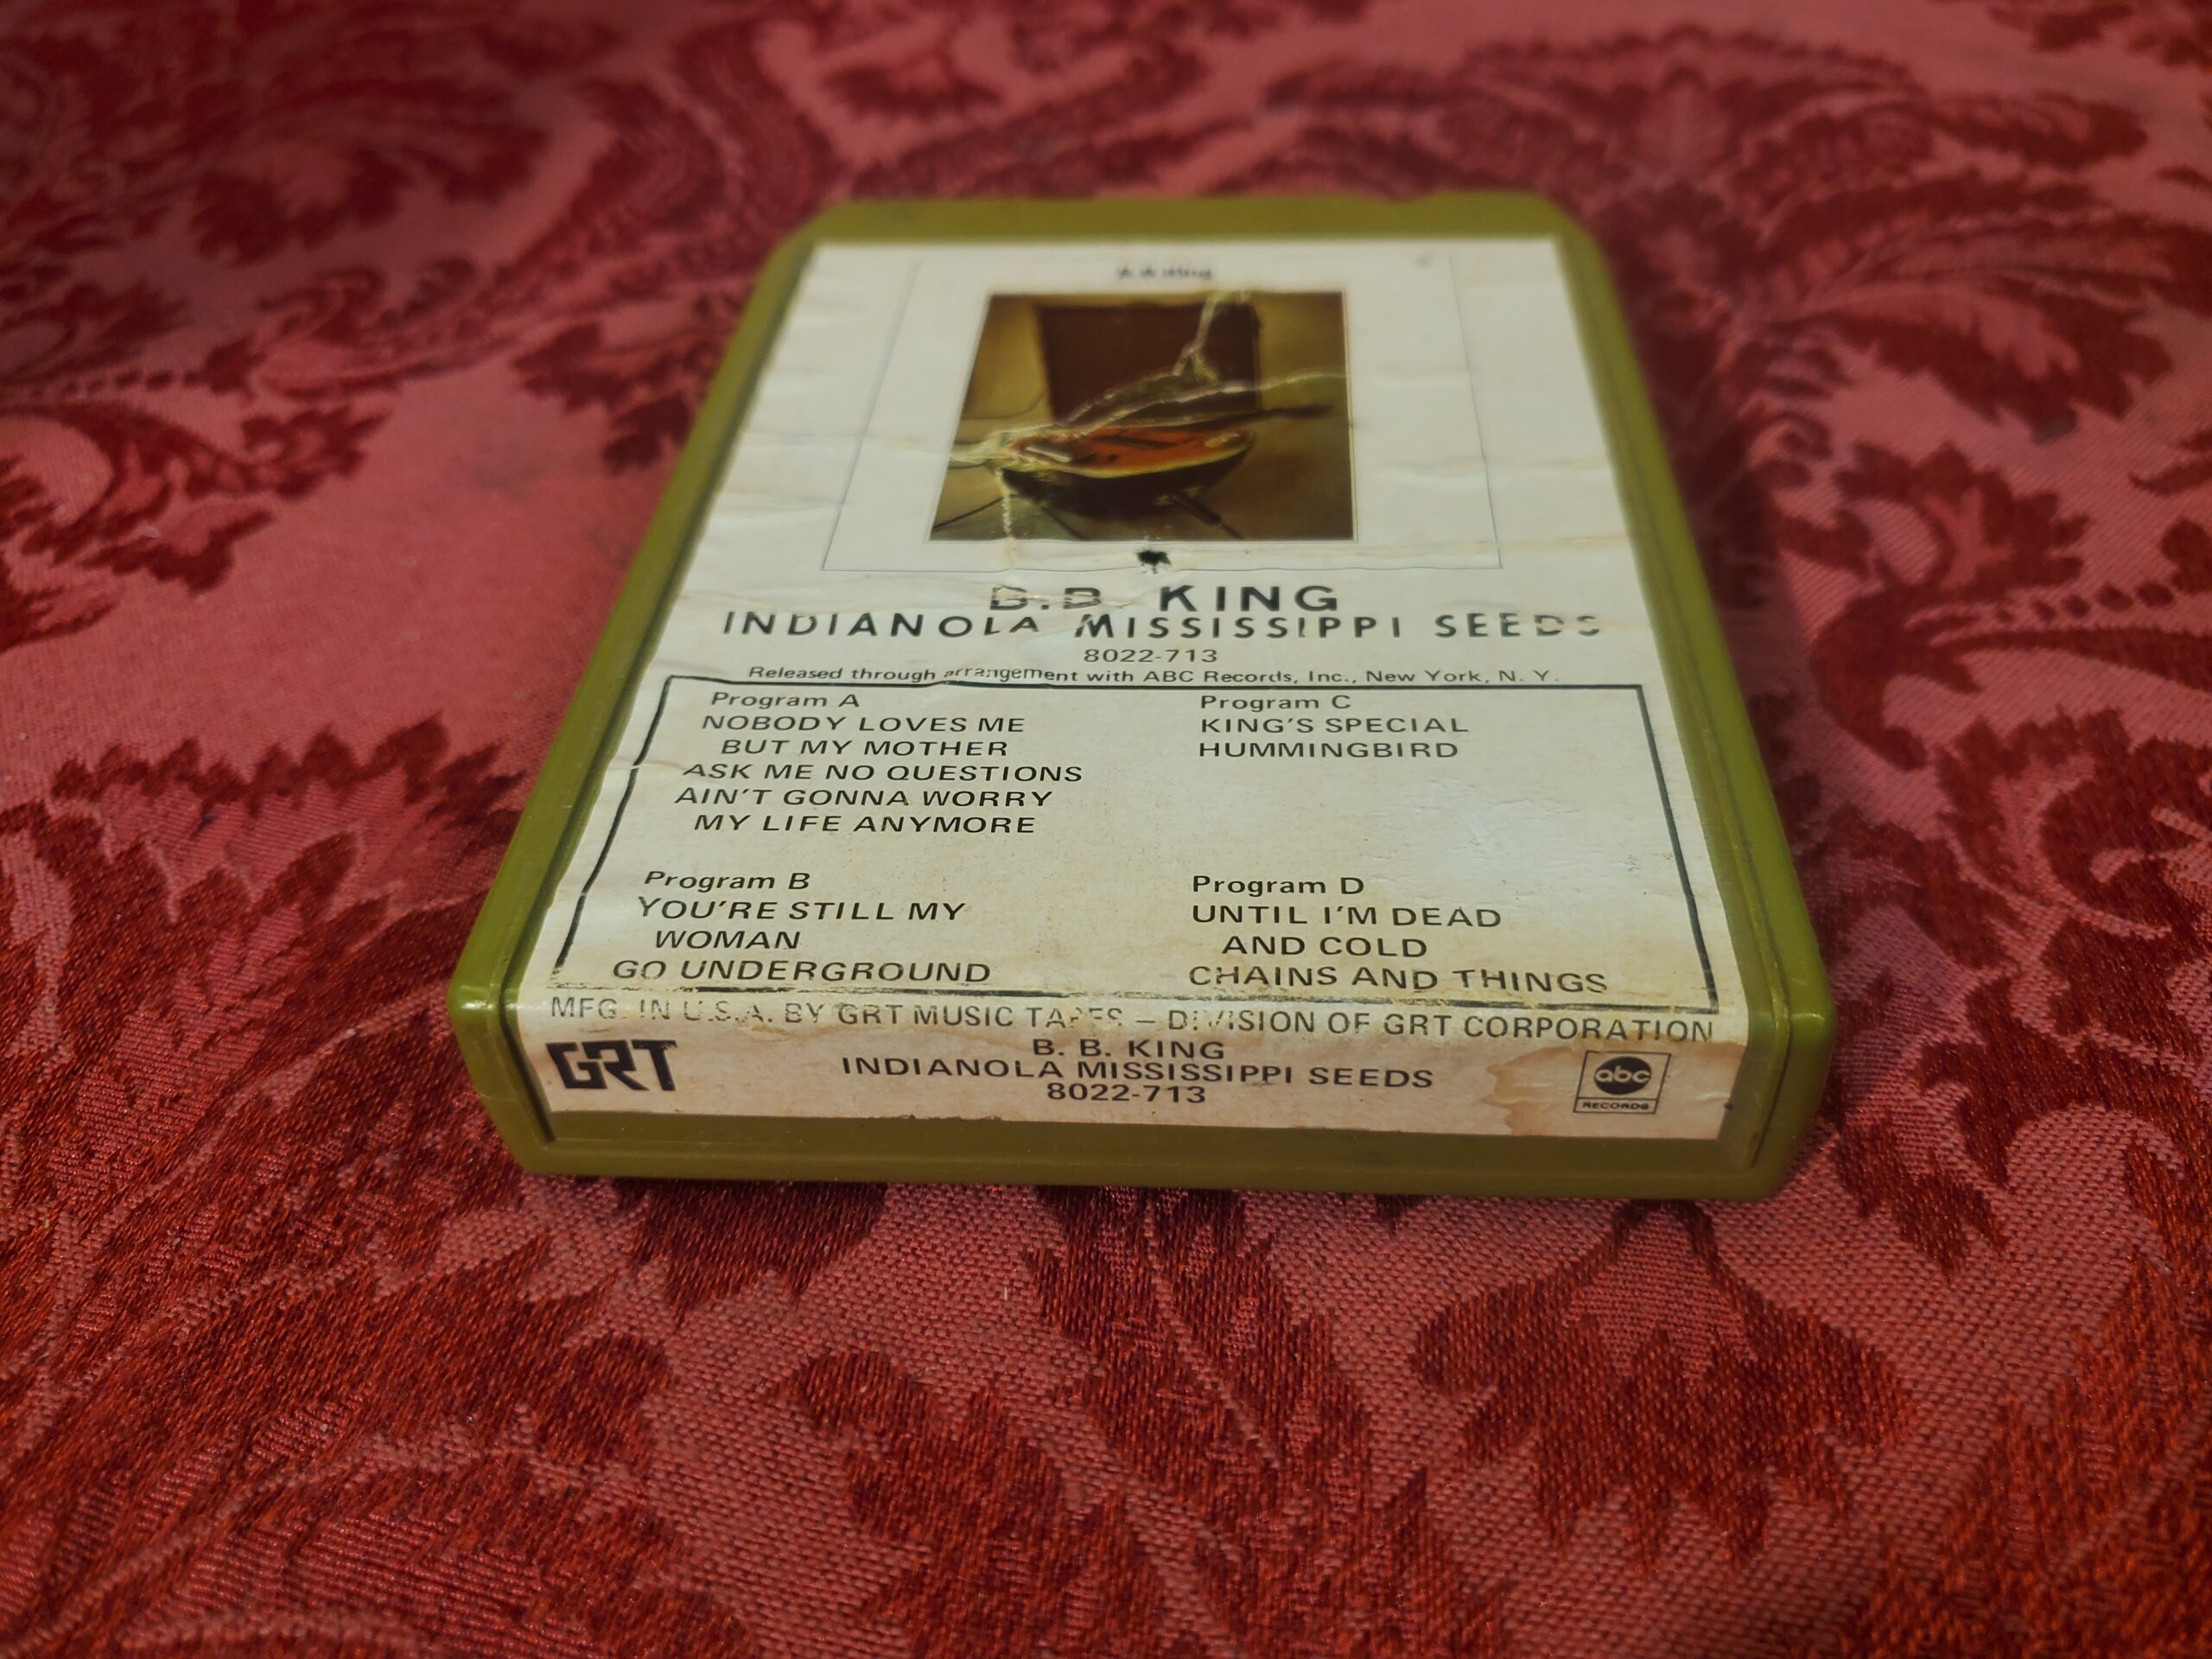 B.B. King
B.B. KING
INDIANOLA MISSISSIPPI SEEDS
8022-713
Released through arrangement with ABC Records, Inc., New York, N. Y.
Program A
NOBODY LOVES ME
BUT MY MOTHER
ASK ME NO QUESTIONS
AIN'T GONNA WORRY
MY LIFE ANYMORE
Program B
YOU'RE STILL MY
WOMAN
GO UNDERGROUND
Program C
KING'S SPECIAL
HUMMINGBIRD
Program D
UNTIL I'M DEAD
AND COLD
CHAINS AND THINGS
MFG. IN U.S.A. BY GRT MUSIC TAPES – DIVISION OF GRT CORPORATION
GRT
B. B. KING
INDIANOLA MISSISSIPPI SEEDS
8022-713
abc
RECORDS